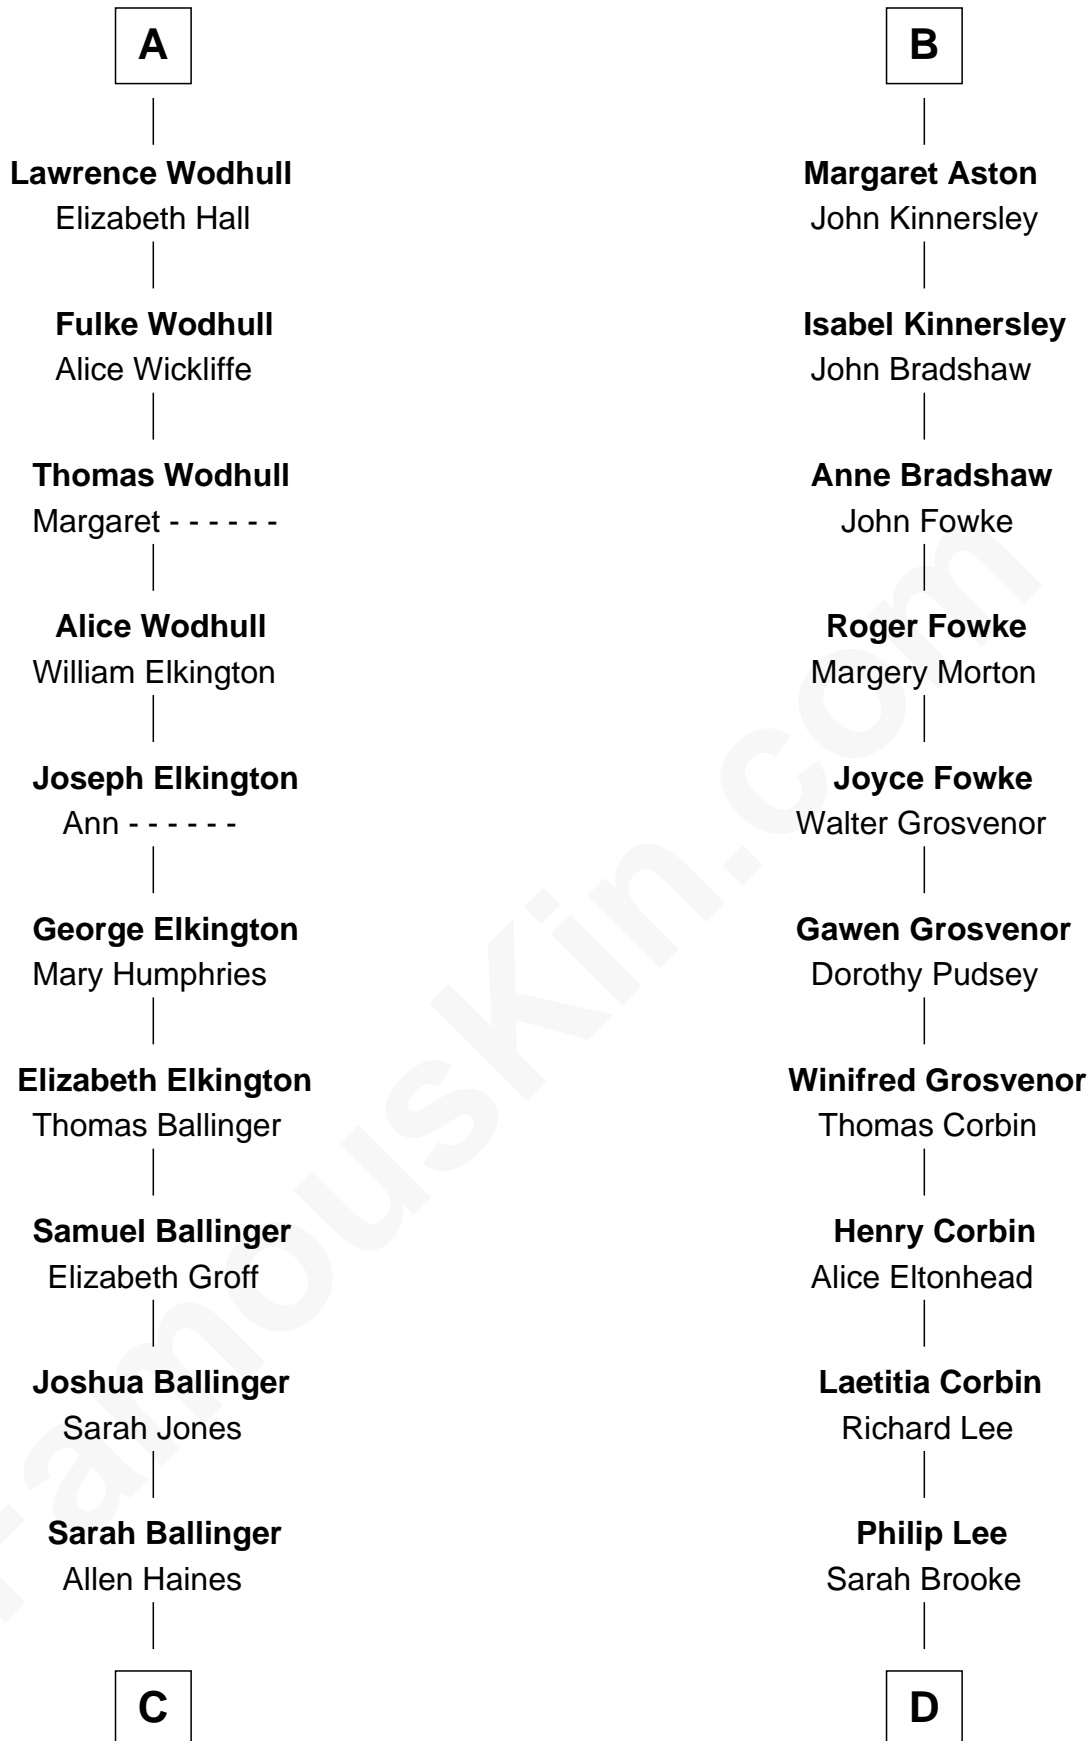 A
Lawrence Wodhull
Elizabeth Hall
Fulke Wodhull
Alice Wickliffe
Thomas Wodhull
Margaret - - - - - -
Alice Wodhull
William Elkington
Joseph Elkington
Ann - - - - - -
George Elkington
Mary Humphries
Elizabeth Elkington
Thomas Ballinger
Samuel Ballinger
Elizabeth Groff
Joshua Ballinger
Sarah Jones
Sarah Ballinger
Allen Haines
C
B
Margaret Aston
John Kinnersley
Isabel Kinnersley
John Bradshaw
Anne Bradshaw
John Fowke
Roger Fowke
Margery Morton
Joyce Fowke
Walter Grosvenor
Gawen Grosvenor
Dorothy Pudsey
Winifred Grosvenor
Thomas Corbin
Henry Corbin
Alice Eltonhead
Laetitia Corbin
Richard Lee
Philip Lee
Sarah Brooke
D
FamousKin.com